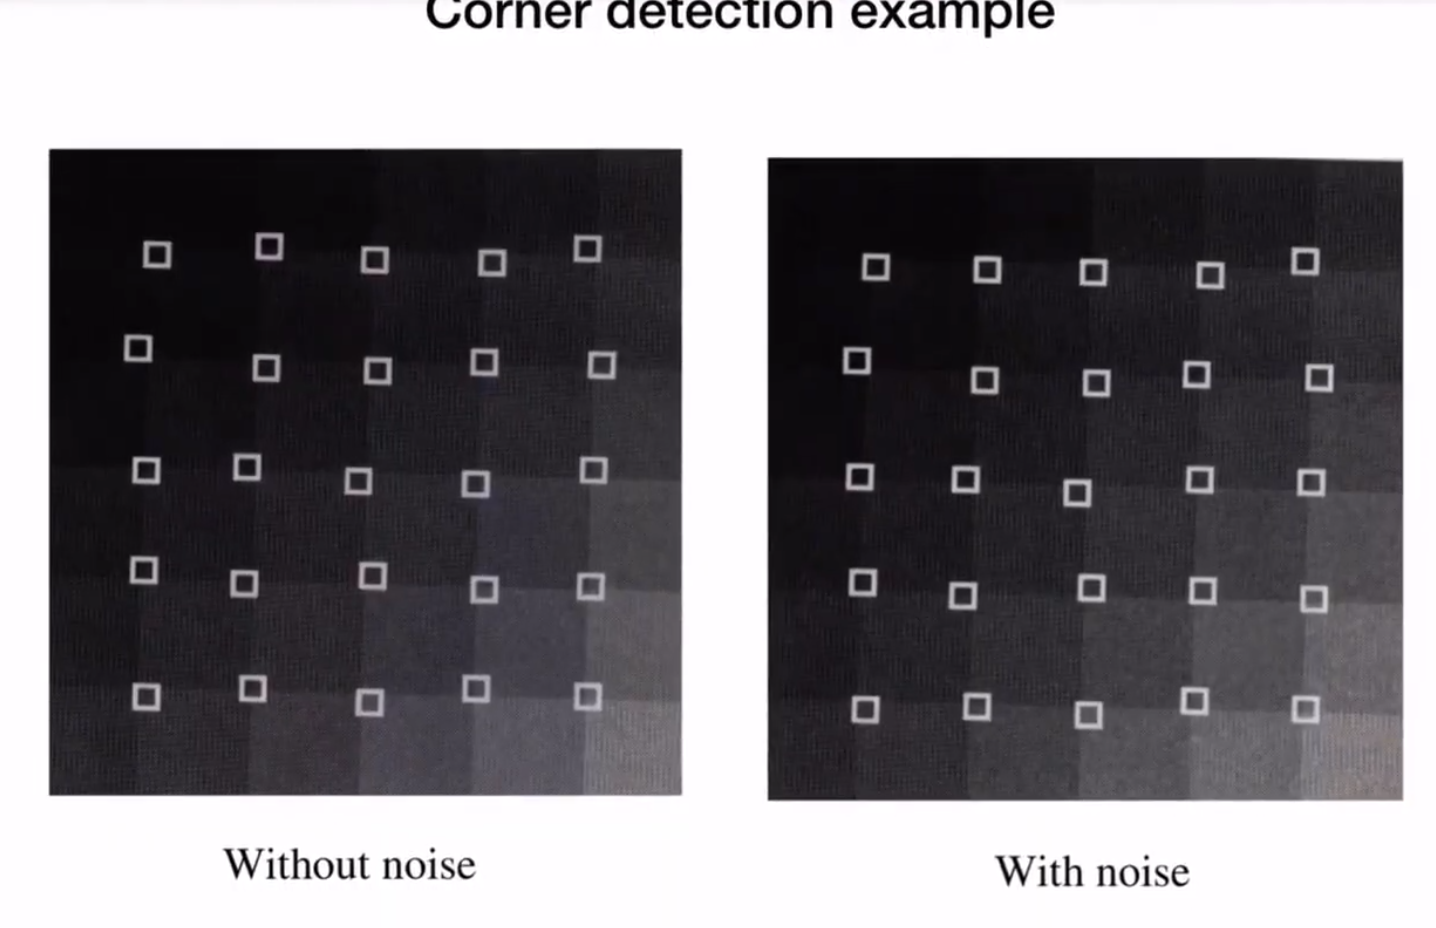 Corner detection example
Without noise
With noise